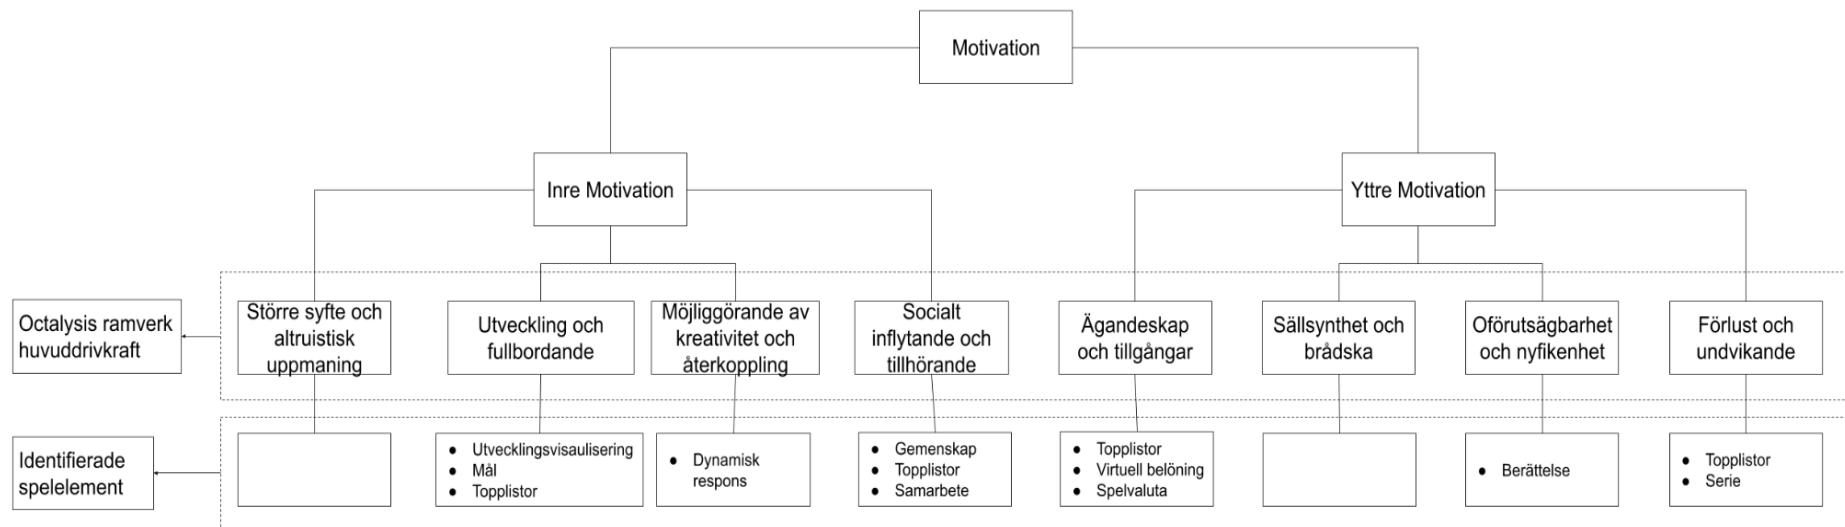 Motivation
Inre Motivation
Yttre Motivation
Octalysis ramverk
huvuddrivkraft
Större syfte och
altruistisk
uppmaning
Utveckling och
fullbordande
Möjliggörande av
kreativitet och
återkoppling
Socialt
inflytande och
tillhörande
Ägandeskap
och tillgångar
Sällsynthet och
brådska
Oförutsägbarhet
och nyfikenhet
Förlust och
undvikande
Identifierade
spelelement
● Utvecklingsvisaulisering
● Mål
● Topplistor
● Dynamisk
respons
● Gemenskap
● Topplistor
● Samarbete
● Topplistor
● Virtuell belöning
● Spelvaluta
● Berättelse
● Topplistor
● Serie